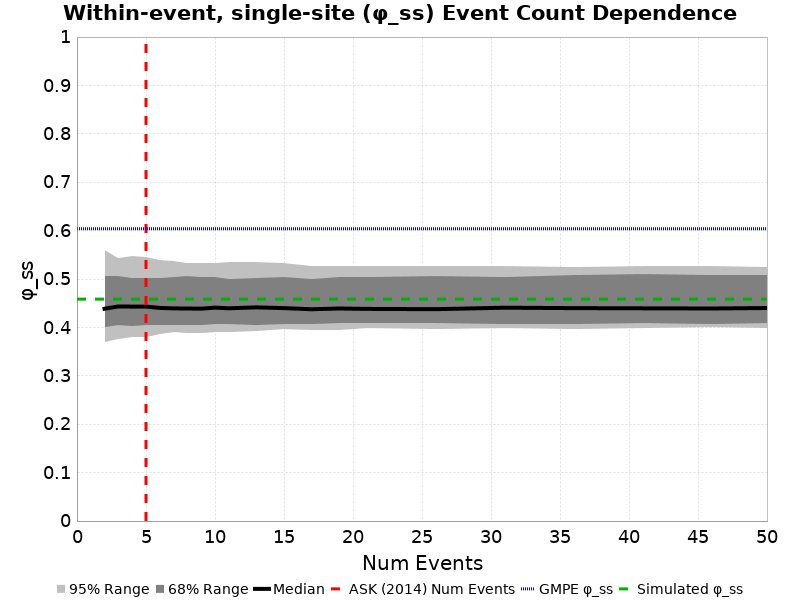 Within-event, single-site (φ_ss) Event Count Dependence
1
0.9
0.8
0.7
0.6
0.5
0.4
0.3
0.2
0.1
0
φ_ss
0 5 10 15 20 25 30 35 40 45 50
Num Events
95% Range 68% Range Median ASK (2014) Num Events GMPE φ_ss Simulated φ_ss